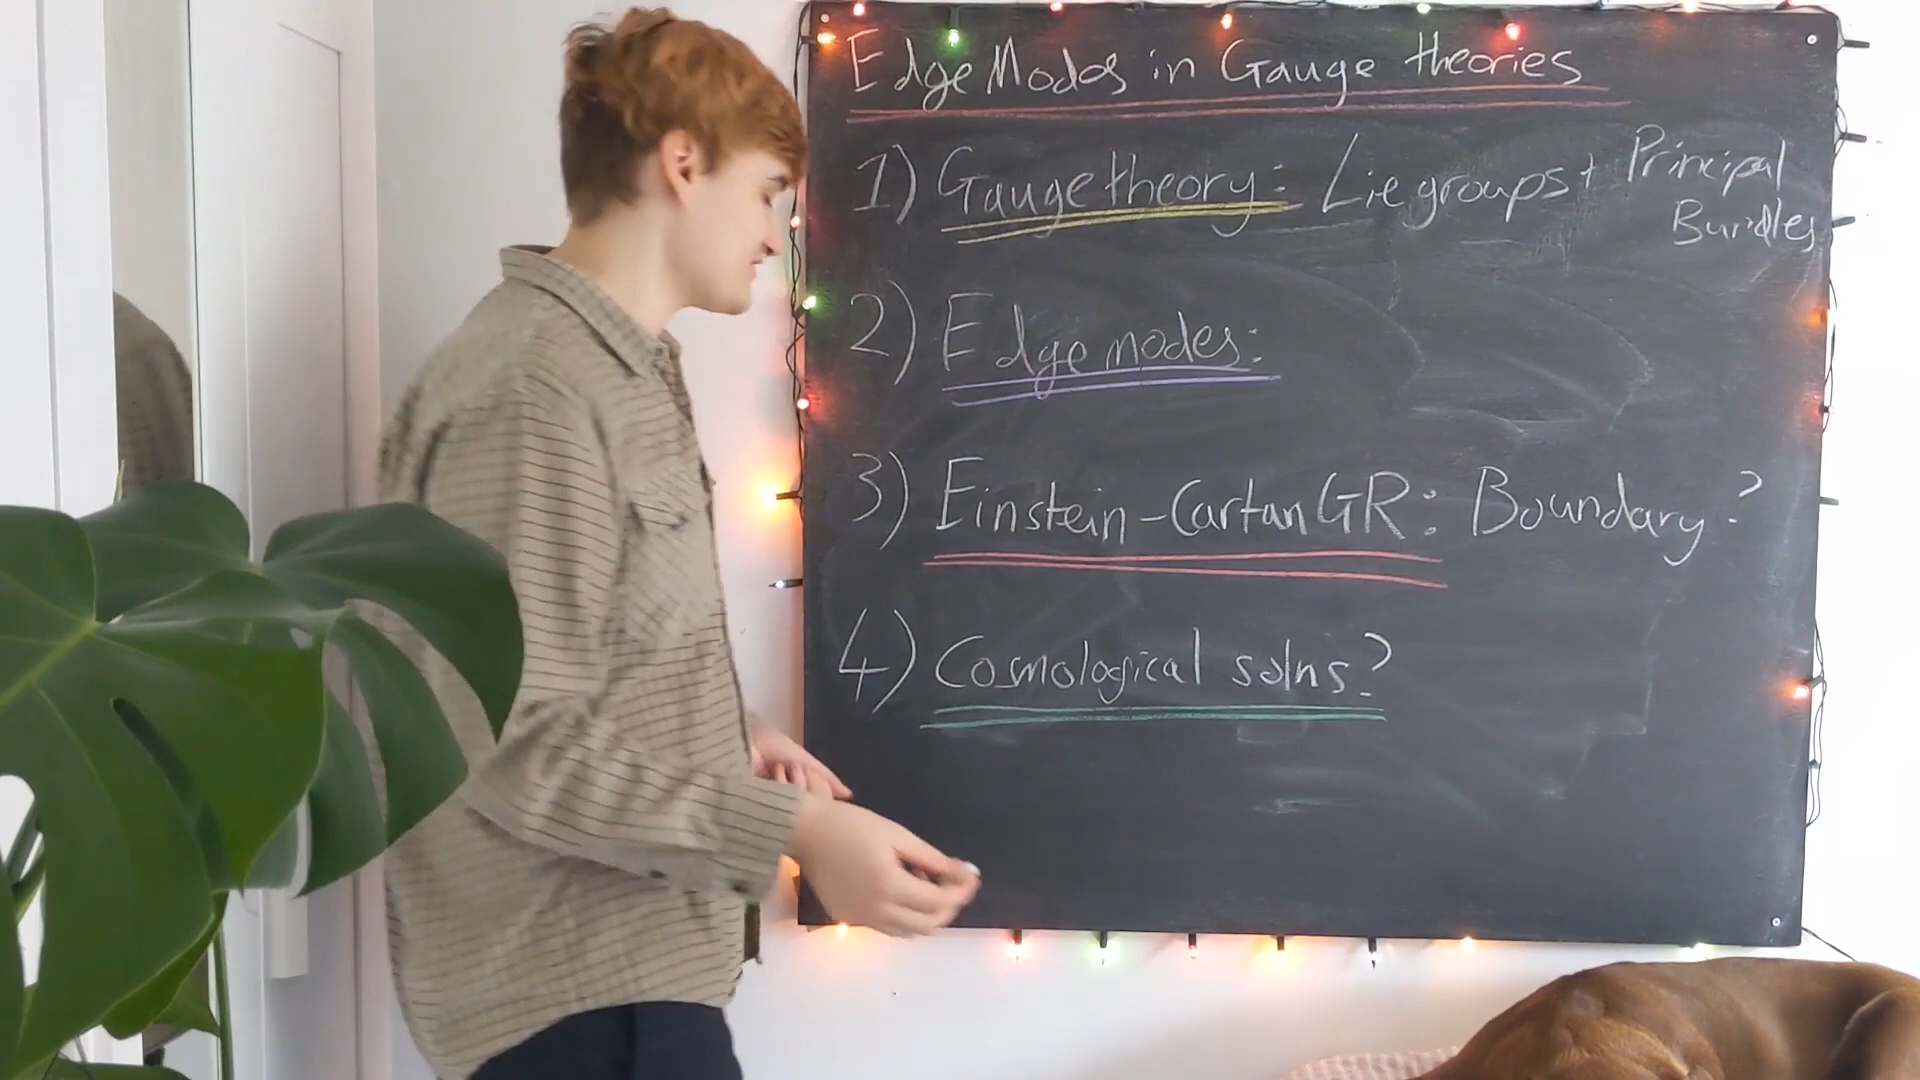 Edge Modes in Gauge theories
1) Gauge theory: Lie groups + Principal
Bundles
2) Edge modes:
3) Einstein-Cartan GR: Boundary?
4) Cosmological solns?